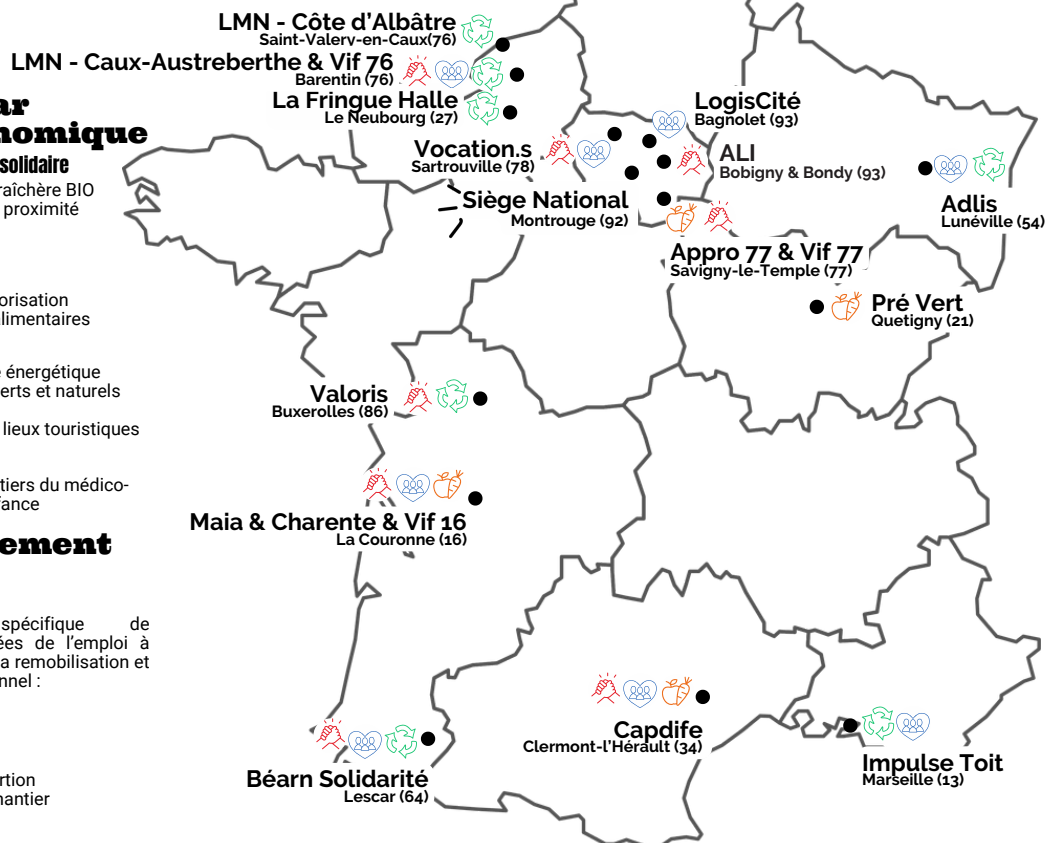 ar
nomique
solidaire
raîchère BIO
proximité
orisation
limentaires
énergétique
erts et naturels
lieux touristiques
tiers du médico-
fance
ement
spécifique de
ées de l'emploi à
a remobilisation et
nnel :
rtion
nantier
LMN - Côte d'Albâtre
Saint-Valery-en-Caux(76)
LMN - Caux-Austreberthe & Vif 76
Barentin (76)
La Fringue Halle
Le Neubourg (27)
Vocation.s
Sartrouville (78)
Siège National
Montrouge (92)
LogisCité
Bagnolet (93)
ALI
Bobigny & Bondy (93)
Appro 77 & Vif 77
Savigny-le-Temple (77)
Adlis
Lunéville (54)
Pré Vert
Quetigny (21)
Valoris
Buxerolles (86)
Maia & Charente & Vif 16
La Couronne (16)
Capdife
Clermont-l'Hérault (34)
Béarn Solidarité
Lescar (64)
Impulse Toit
Marseille (13)